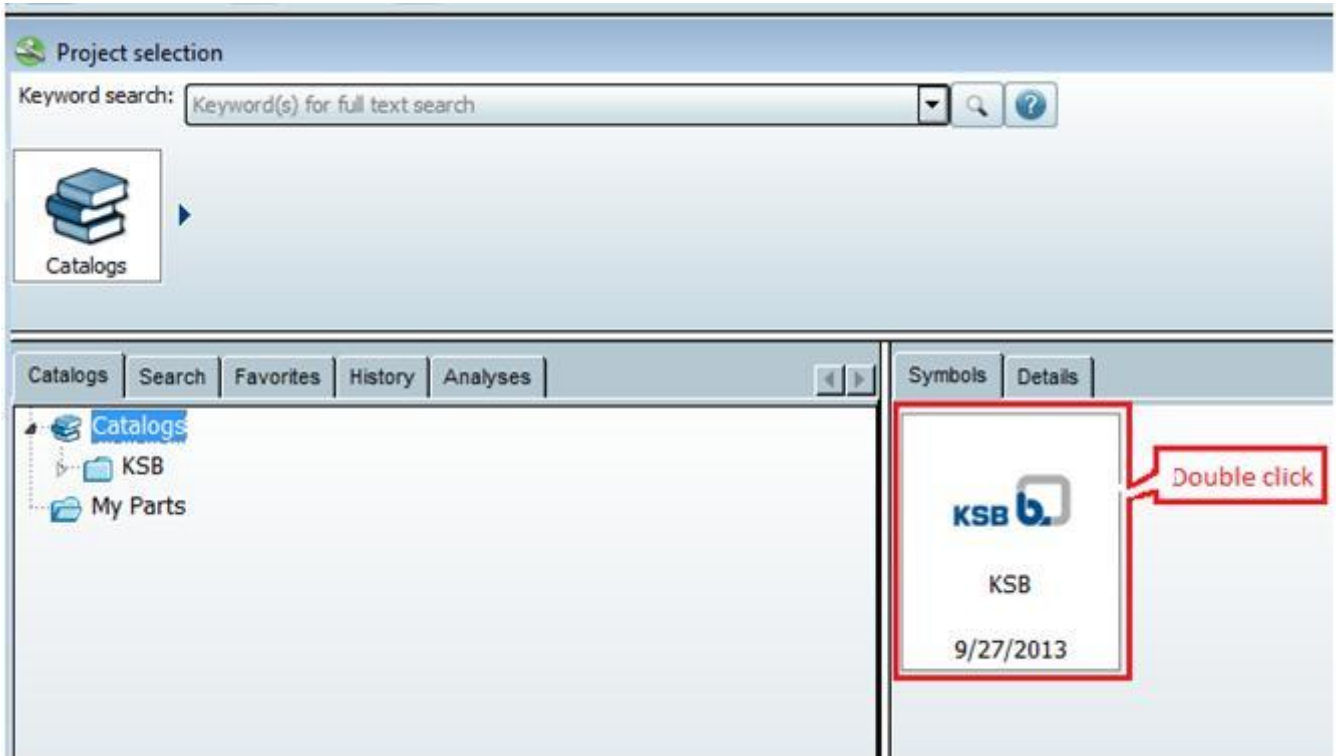 Project selection
Keyword search: Keyword(s) for full text search
Catalogs
Catalogs Search Favorites History Analyses
Catalogs
KSB
My Parts
Symbols Details
KSB b.
KSB
9/27/2013
Double click